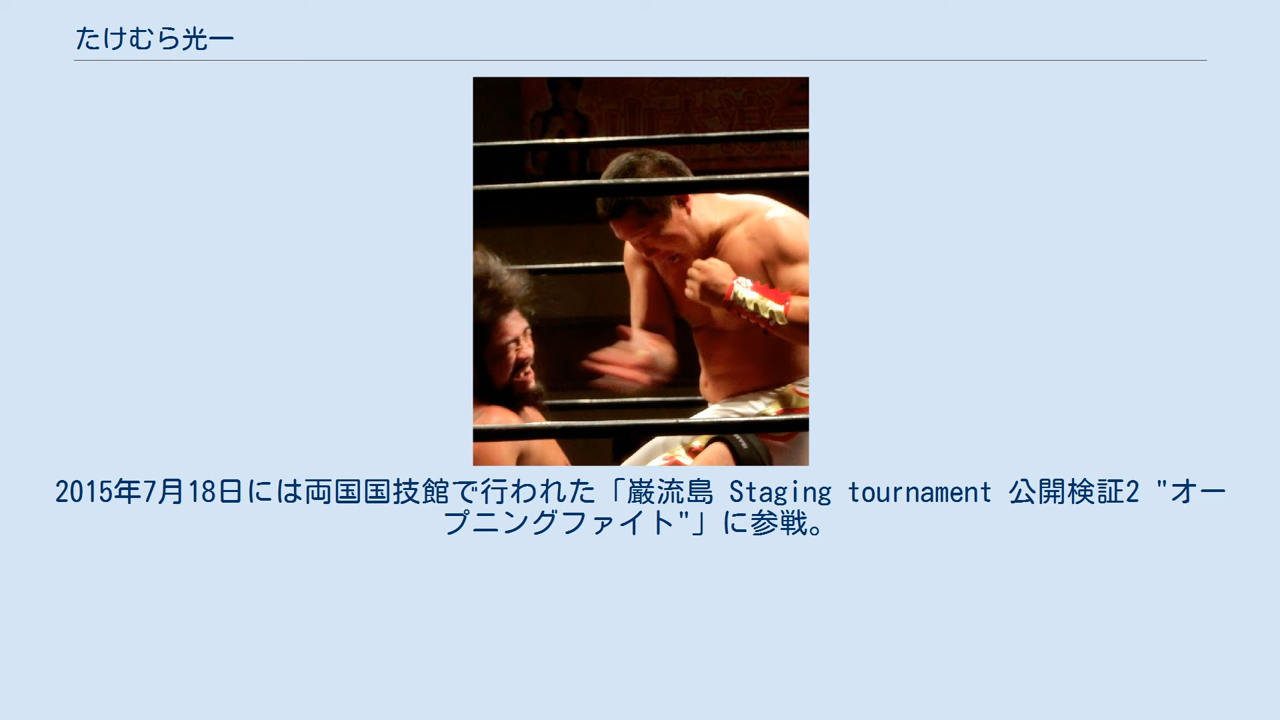 たけむら光一
2015年7月18日には両国国技館で行われた「巌流島 Staging tournament 公開検証2 "オー
プニングファイト"」に参戦。